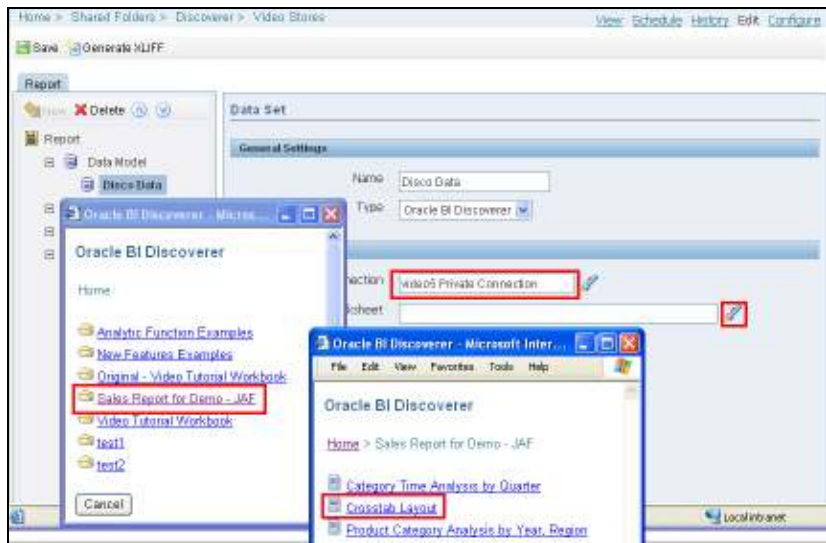 Home > Shared Folders > Discoverer > Video Stores
View Schedule History Edit Configure
Save Generate XLIFF
Report
New Delete
Data Set
Report
General Settings
Data Model
Disco Data
Name Disco Data
Type Oracle BI Discoverer
Oracle BI Discoverer - Micros...
Oracle BI Discoverer
Home
Analytic Function Examples
New Features Examples
Original - Video Tutorial Workbook
Sales Report for Demo - JAF
Video Tutorial Workbook
test1
test2
Cancel
nection video5 Private Connection
ksheet
Oracle BI Discoverer - Microsoft Inter...
File Edit View Favorites Tools Help
Oracle BI Discoverer
Home > Sales Report for Demo - JAF
Category Time Analysis by Quarter
Crosstab Layout
Product Category Analysis by Year, Region
Local intranet